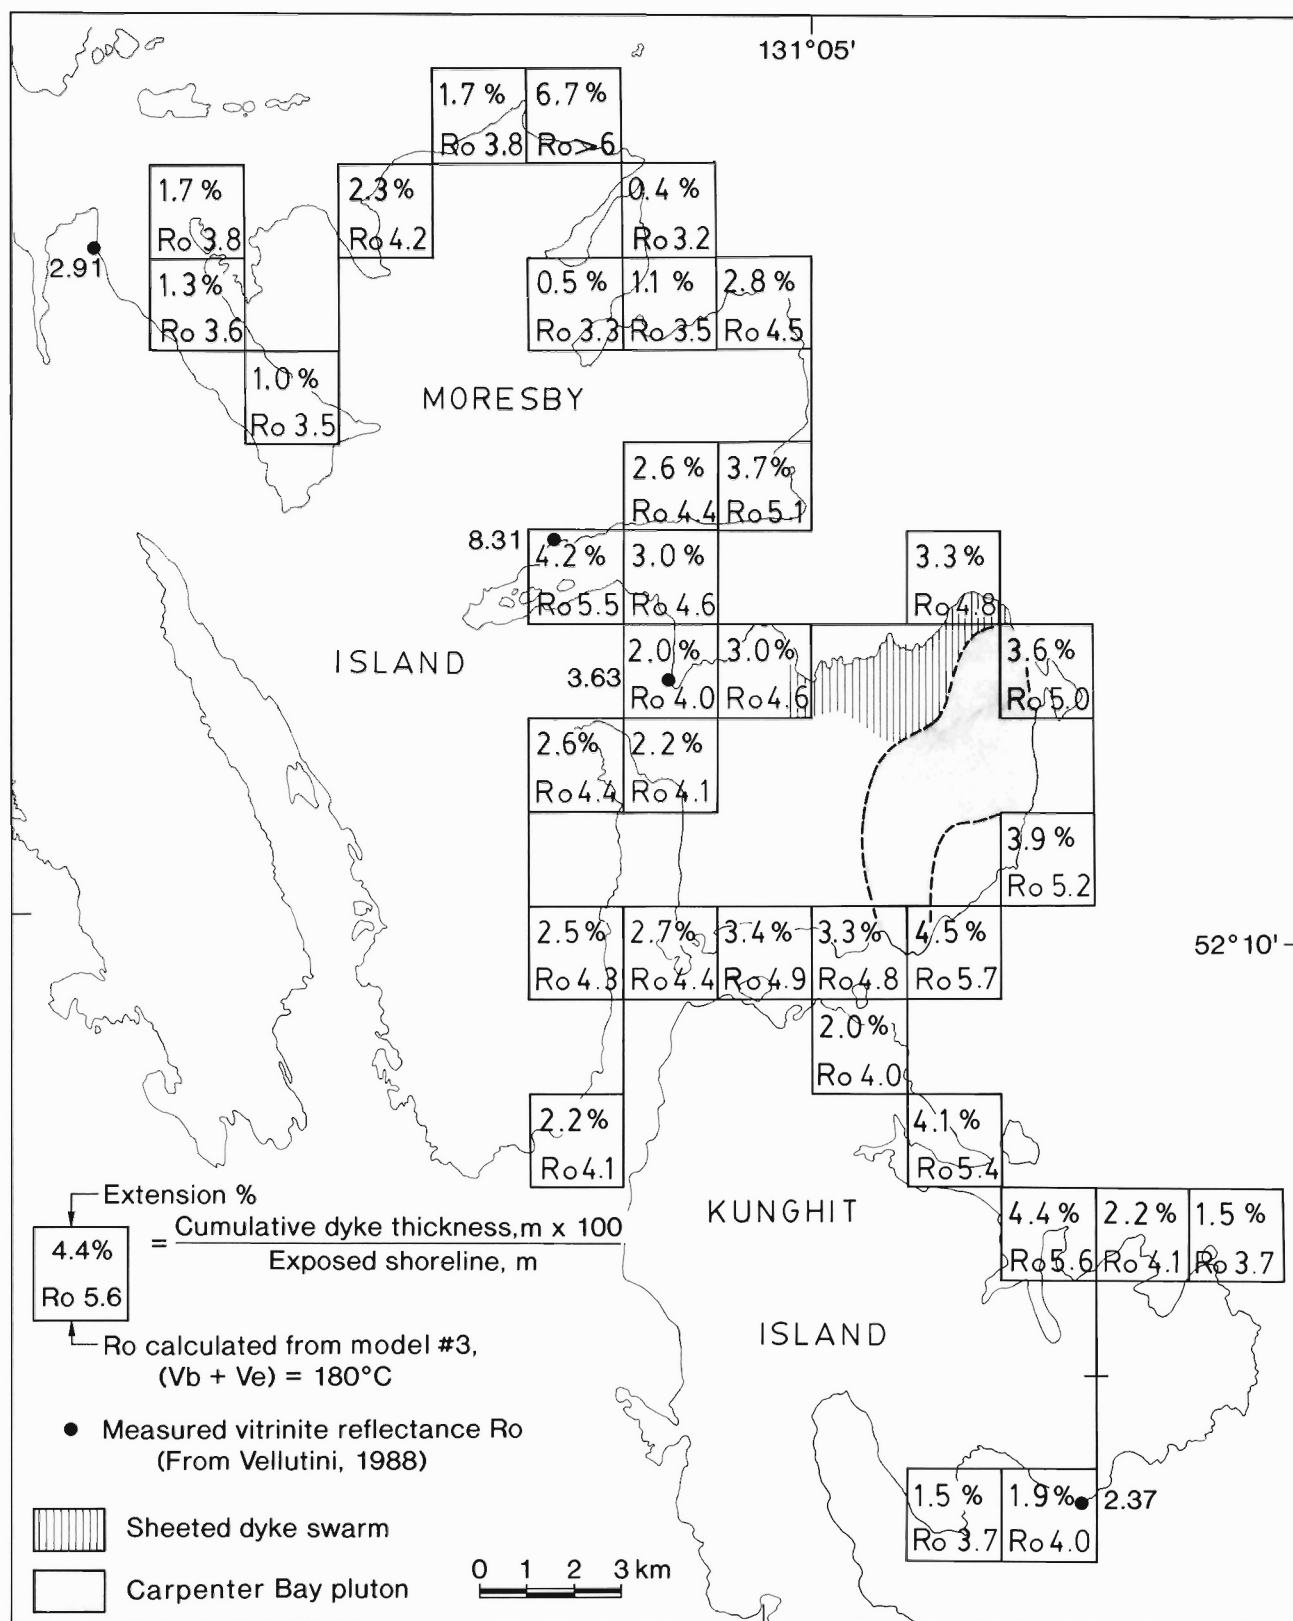 131°05'
1.7 % 6.7 %
Ro 3.8 Ro > 6
1.7 % 2.3 % 0.4 %
Ro 3.8 Ro 4.2 Ro 3.2
2.91
1.3 % 0.5 % 1.1 % 2.8 %
Ro 3.6 Ro 3.3 Ro 3.5 Ro 4.5
1.0 %
Ro 3.5
MORESBY
2.6 % 3.7 %
Ro 4.4 Ro 5.1
8.31
4.2 % 3.0 % 3.3 %
Ro 5.5 Ro 4.6 Ro 4.8
ISLAND
2.0 % 3.0 % 3.6 %
3.63
Ro 4.0 Ro 4.6 Ro 5.0
2.6 % 2.2 %
Ro 4.4 Ro 4.1
3.9 %
Ro 5.2
2.5 % 2.7 % 3.4 % 3.3 % 4.5 %
52°10'
Ro 4.3 Ro 4.4 Ro 4.9 Ro 4.8 Ro 5.7
2.0 %
Ro 4.0
2.2 % 4.1 %
Ro 4.1 Ro 5.4
KUNGHIT
4.4 % 2.2 % 1.5 %
Ro 5.6 Ro 4.1 Ro 3.7
ISLAND
1.5 % 1.9 %
2.37
Ro 3.7 Ro 4.0
Extension %
4.4%
Ro 5.6
= Cumulative dyke thickness,m x 100
Exposed shoreline, m
Ro calculated from model #3,
(Vb + Ve) = 180°C
Measured vitrinite reflectance Ro
(From Vellutini, 1988)
Sheeted dyke swarm
Carpenter Bay pluton
0 1 2 3 km